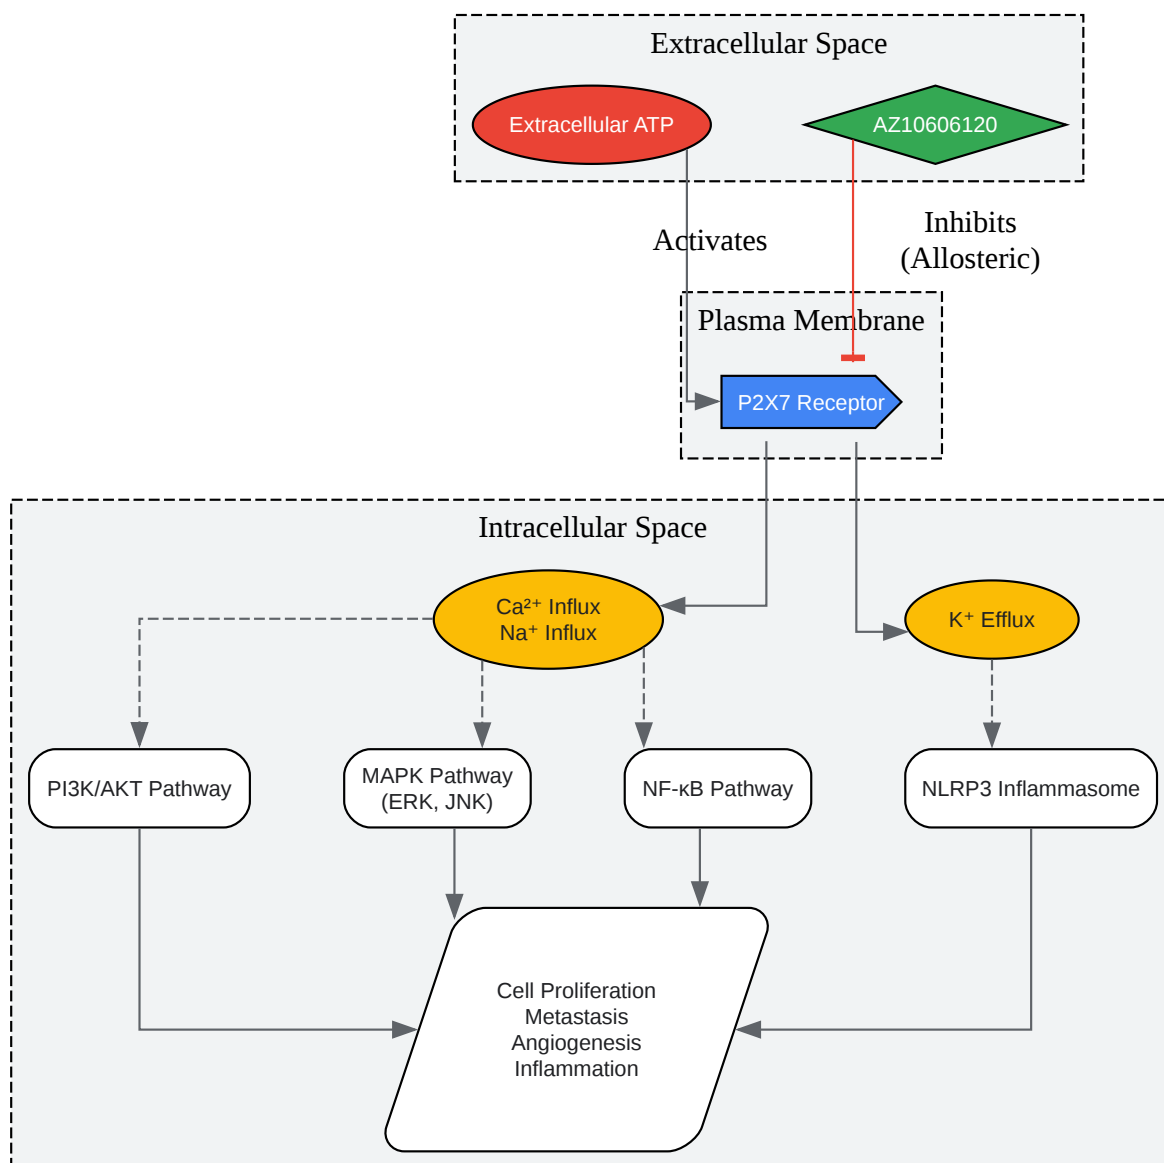 Extracellular Space
Extracellular ATP
AZ10606120
Activates
Inhibits
(Allosteric)
Plasma Membrane
P2X7 Receptor
Intracellular Space
Ca²⁺ Influx
Na⁺ Influx
K⁺ Efflux
PI3K/AKT Pathway
MAPK Pathway
(ERK, JNK)
NF-κB Pathway
NLRP3 Inflammasome
Cell Proliferation
Metastasis
Angiogenesis
Inflammation